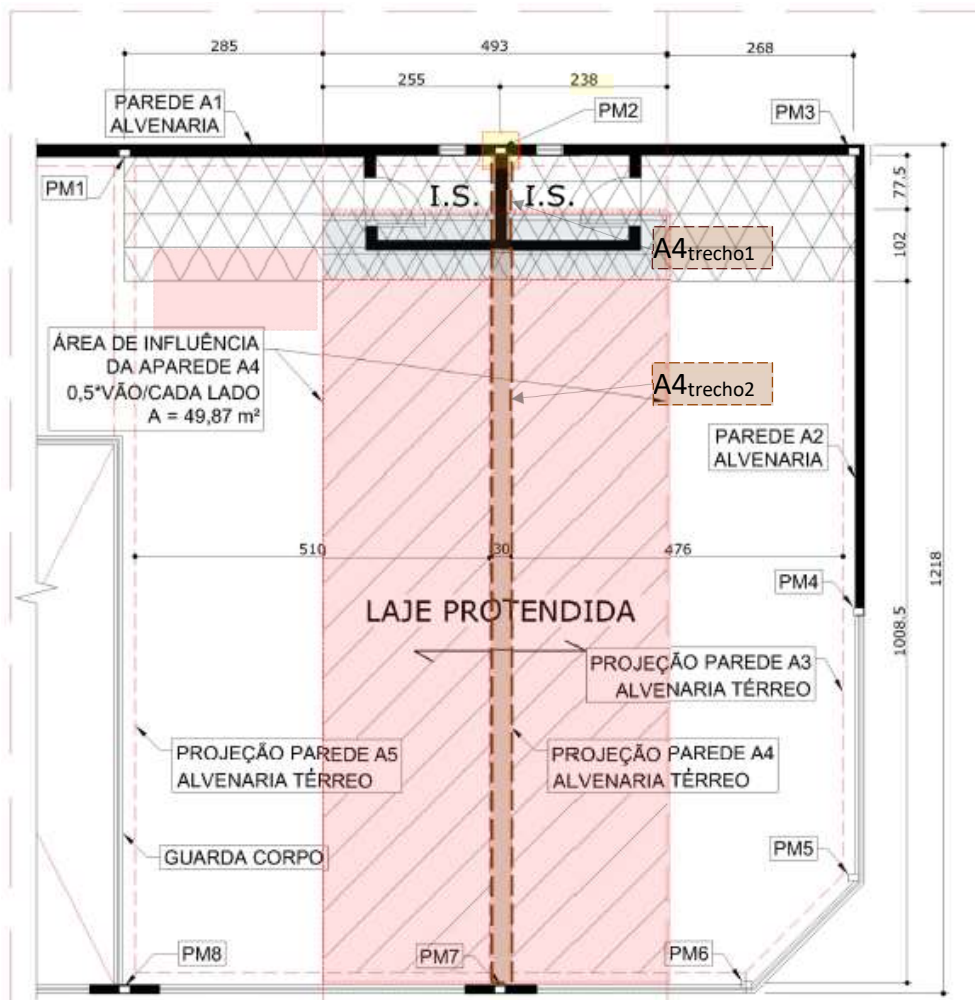 285
493
268
255
238
PAREDE A1
ALVENARIA
PM2
PM3
PM1
I.S.
I.S.
77.5
A4trecho1
102
ÁREA DE INFLUÊNCIA
DA APAREDE A4
0,5*VÃO/CADA LADO
A = 49,87 m²
A4trecho2
PAREDE A2
ALVENARIA
510
30
476
PM4
1218
1008.5
LAJE PROTENDIDA
PROJEÇÃO PAREDE A3
ALVENARIA TÉRREO
PROJEÇÃO PAREDE A5
ALVENARIA TÉRREO
PROJEÇÃO PAREDE A4
ALVENARIA TÉRREO
GUARDA CORPO
PM5
PM8
PM7
PM6